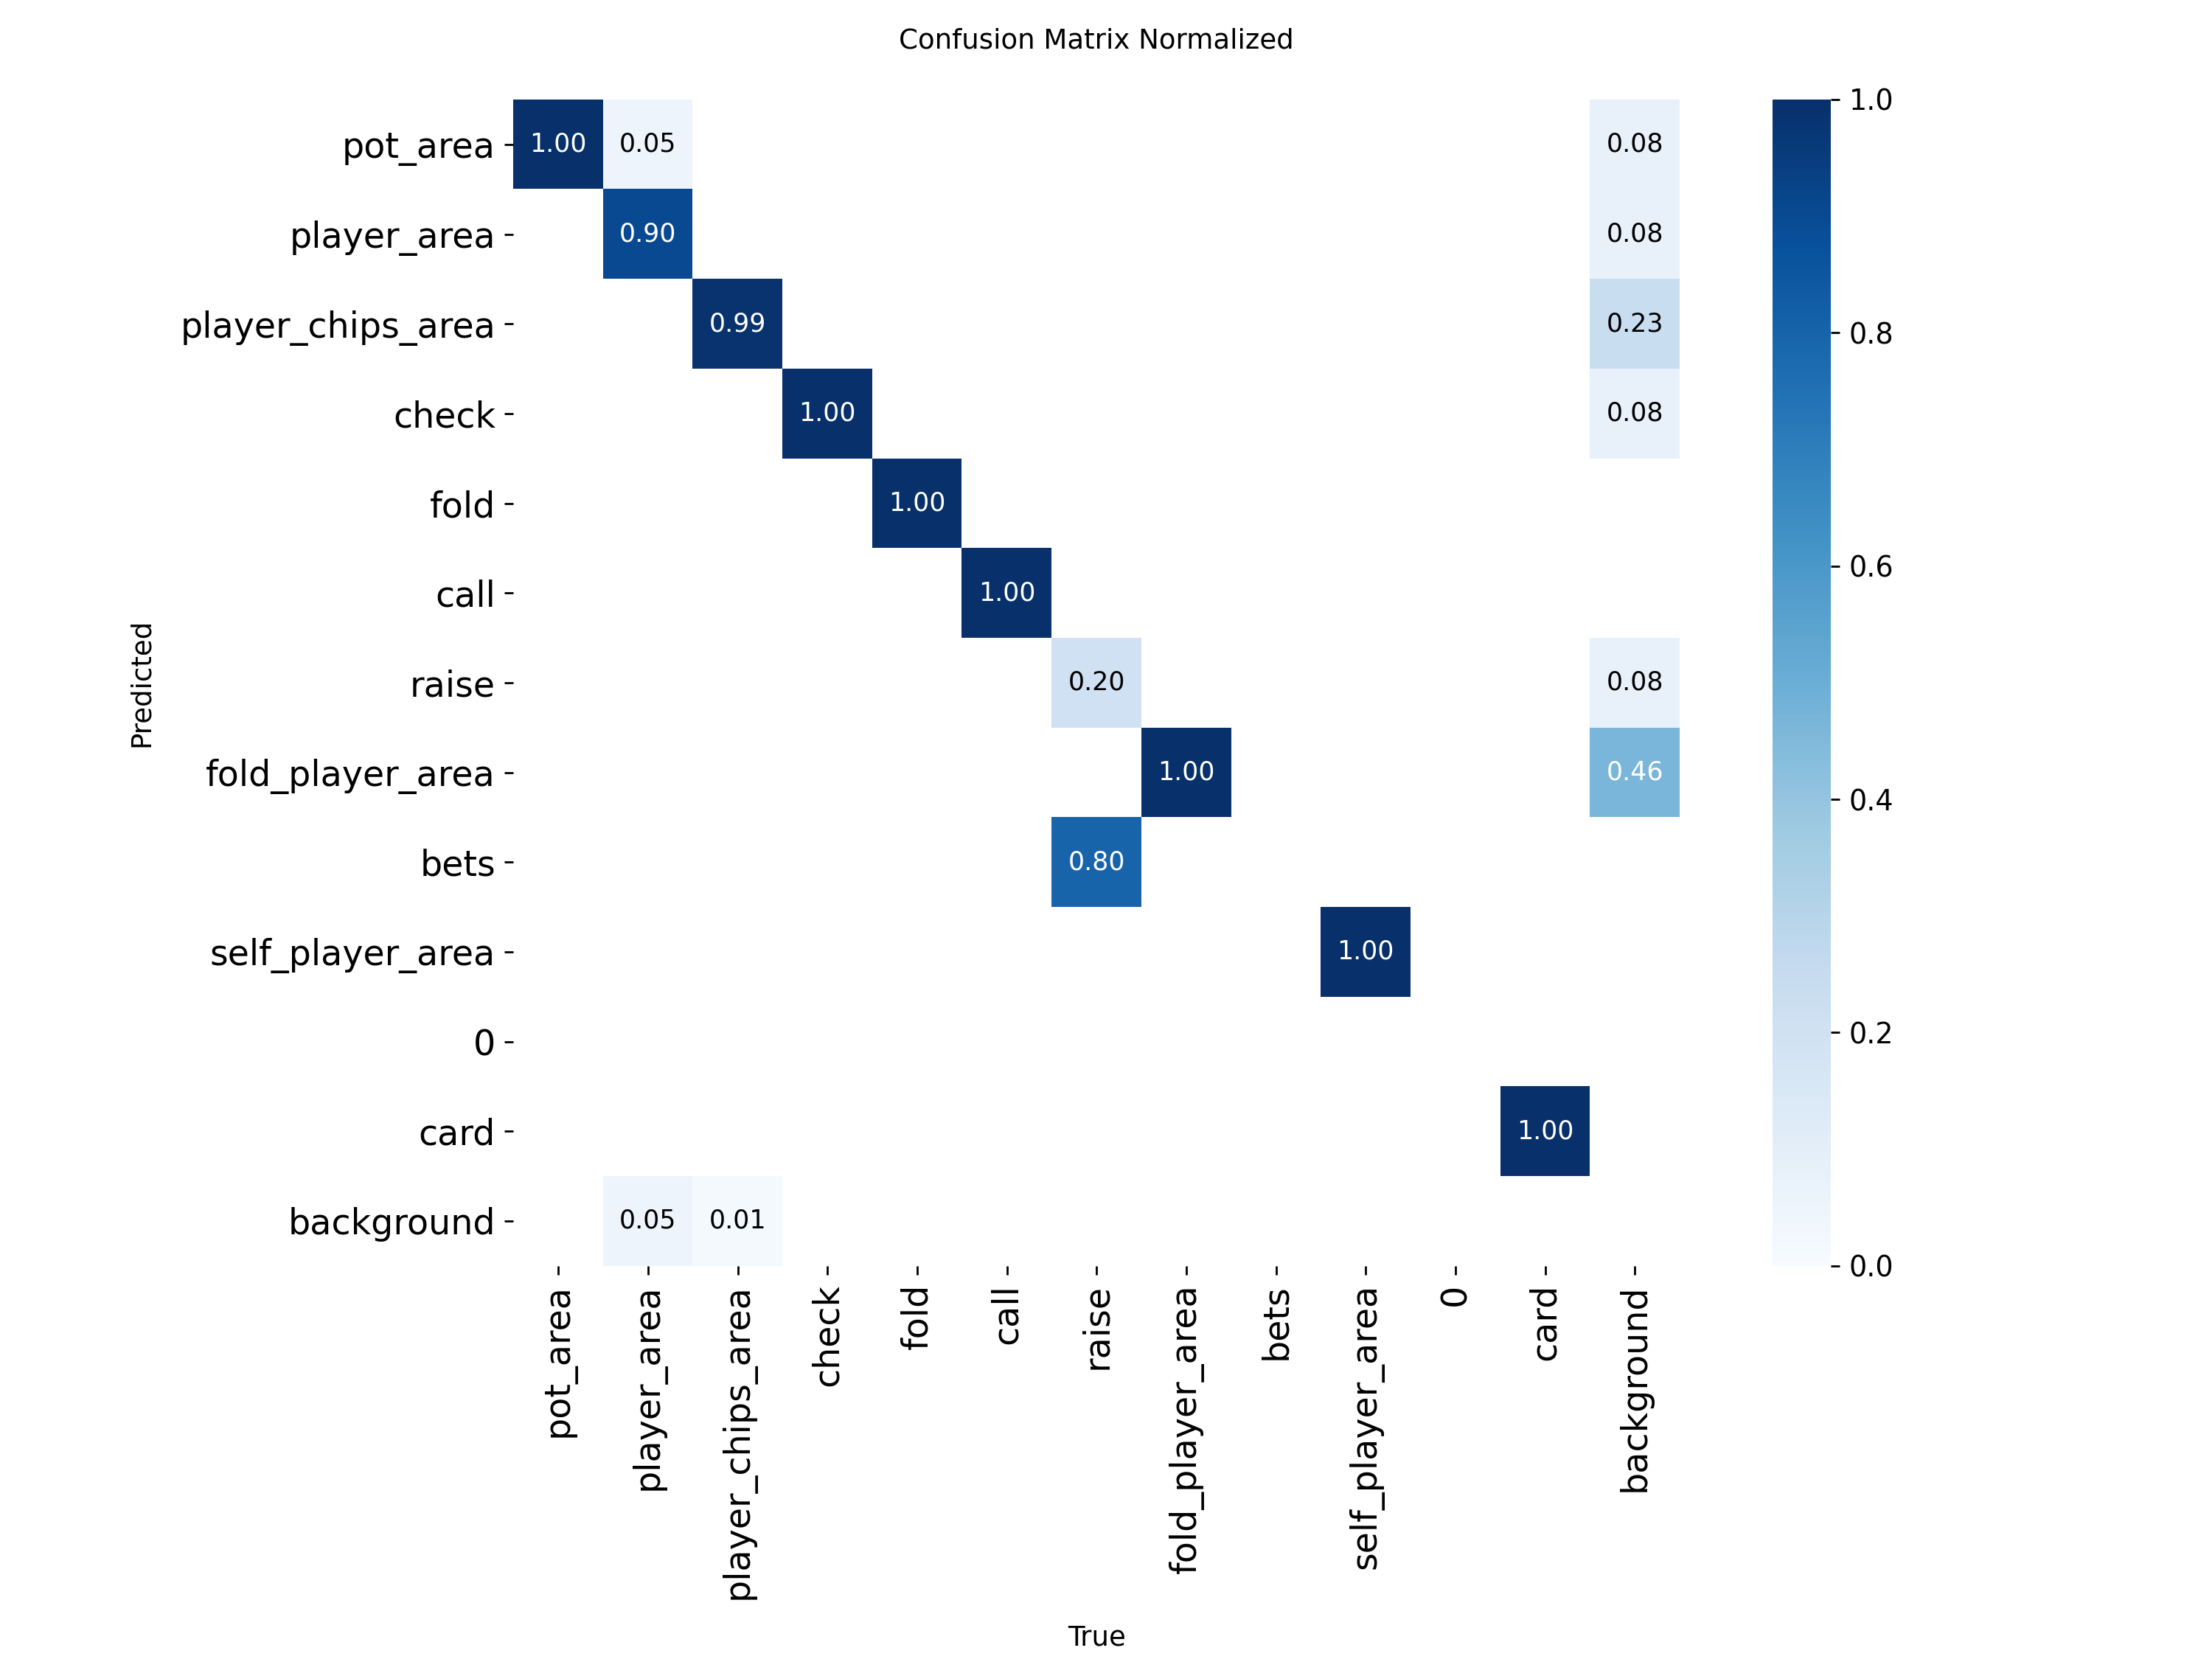 Confusion Matrix Normalized
pot_area 1.00 0.05 0.08
player_area 0.90 0.08
player_chips_area 0.99 0.23
check 1.00 0.08
fold 1.00
call 1.00
raise 0.20 0.08
fold_player_area 1.00 0.46
bets 0.80
self_player_area 1.00
0
card 1.00
background 0.05 0.01
Predicted
pot_area
player_area
player_chips_area
check
fold
call
raise
fold_player_area
bets
self_player_area
0
card
background
True
1.0
0.8
0.6
0.4
0.2
0.0